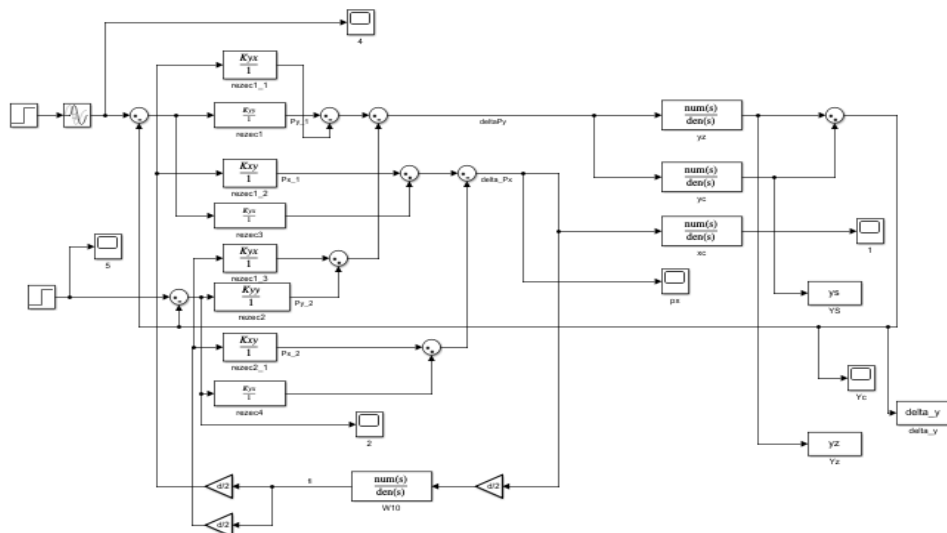 4
Kyx
1
rezec1_1
Kyy
1
rezec1
Py_1
deltaPy
num(s)
den(s)
yz
Kxy
1
rezec1_2
Px_1
delta_Px
num(s)
den(s)
yc
Kyx
1
rezec3
5
Kyx
1
rezec1_3
num(s)
den(s)
xc
1
Kyy
1
rezec2
Py_2
px
ys
YS
Kxy
1
rezec2_1
Px_2
Kyx
1
rezec4
2
Yc
delta_y
delta_y
yz
Yz
d/2
num(s)
den(s)
W10
d/2
d/2